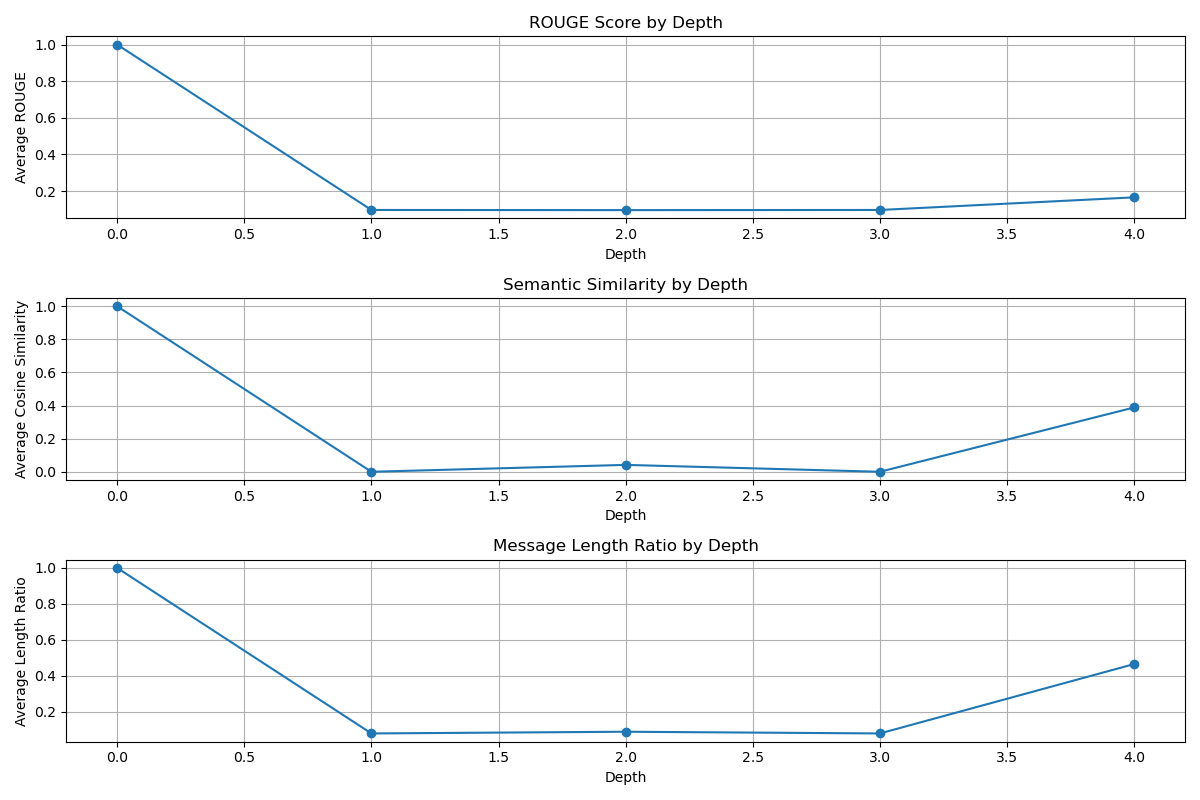 ROUGE Score by Depth
Average ROUGE
1.0
0.8
0.6
0.4
0.2
0.0 0.5 1.0 1.5 2.0 2.5 3.0 3.5 4.0
Depth
Semantic Similarity by Depth
Average Cosine Similarity
1.0
0.8
0.6
0.4
0.2
0.0
0.0 0.5 1.0 1.5 2.0 2.5 3.0 3.5 4.0
Depth
Message Length Ratio by Depth
Average Length Ratio
1.0
0.8
0.6
0.4
0.2
0.0 0.5 1.0 1.5 2.0 2.5 3.0 3.5 4.0
Depth